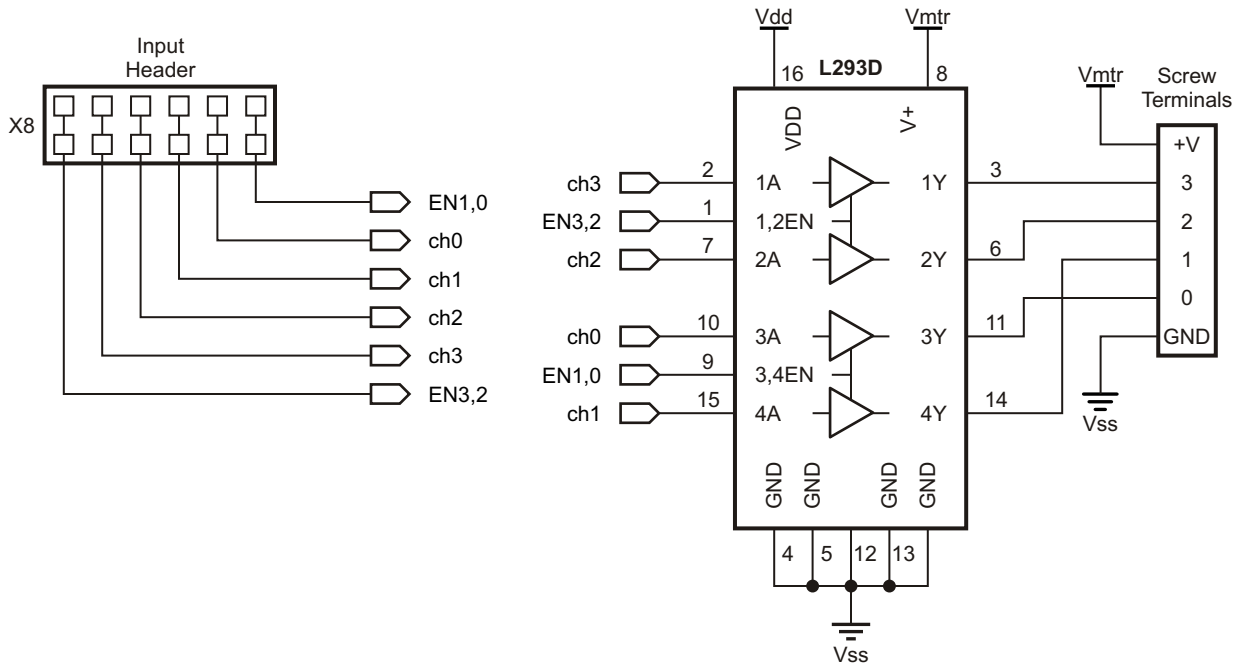 Input
Header
X8
EN1,0
ch0
ch1
ch2
ch3
EN3,2
Vdd
Vmtr
16
L293D
8
VDD
V+
ch3
2
1A
1Y
3
EN3,2
1
1,2EN
ch2
7
2A
2Y
6
ch0
10
3A
3Y
11
EN1,0
9
3,4EN
ch1
15
4A
4Y
14
GND
GND
GND
GND
4
5
12
13
Vss
Vmtr
Screw
Terminals
+V
3
2
1
0
GND
Vss